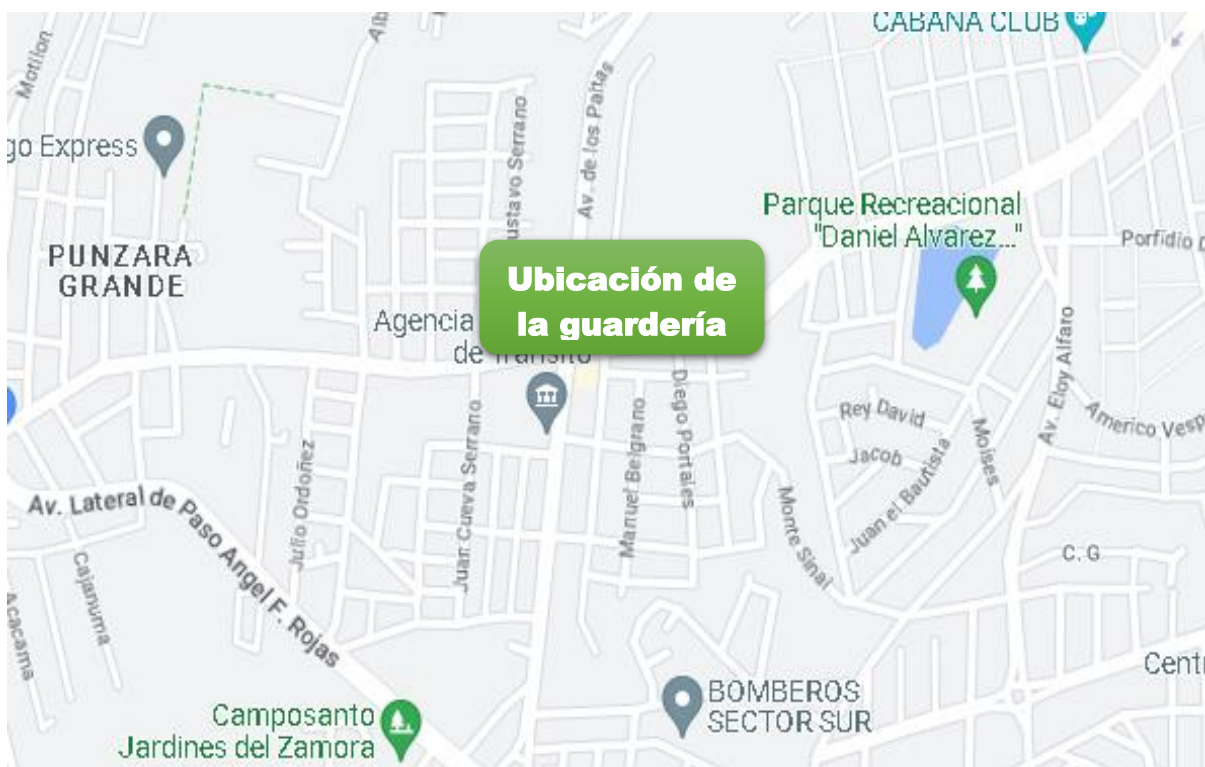 CABANA CLUB
Motilon
Alb
go Express
ustavo Serrano
Av. de los Paltas
Parque Recreacional
"Daniel Alvarez..."
Porfidio
PUNZARA
GRANDE
Ubicación de
la guardería
Agencia
de Tránsito
Diego Portales
Av. Eloy Alfaro
Rey David
Americo Vesp
Manuel Belgrano
Juan Cueva Serrano
Julio Ordoñez
Jacob
Moises
Juan el Bautista
Monte Sinai
Av. Lateral de Paso Angel F. Rojas
C. G
Cajanuma
Acacama
Centr
BOMBEROS
SECTOR SUR
Camposanto
Jardines del Zamora